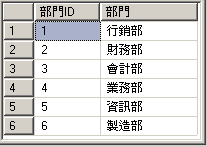 部門ID 部門
1 1 行銷部
2 2 財務部
3 3 會計部
4 4 業務部
5 5 資訊部
6 6 製造部